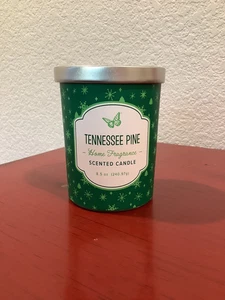 TENNESSEE PINE
Home Fragrance
SCENTED CANDLE